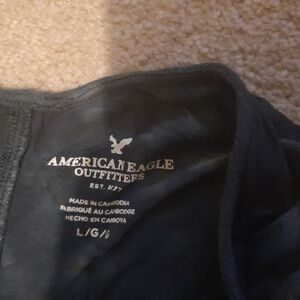 AMERICAN EAGLE
OUTFITTERS
EST. 1977
MADE IN CAMBODIA
FABRIQUÉ AU CAMBODGE
HECHO EN CAMBOYA
L/G/G